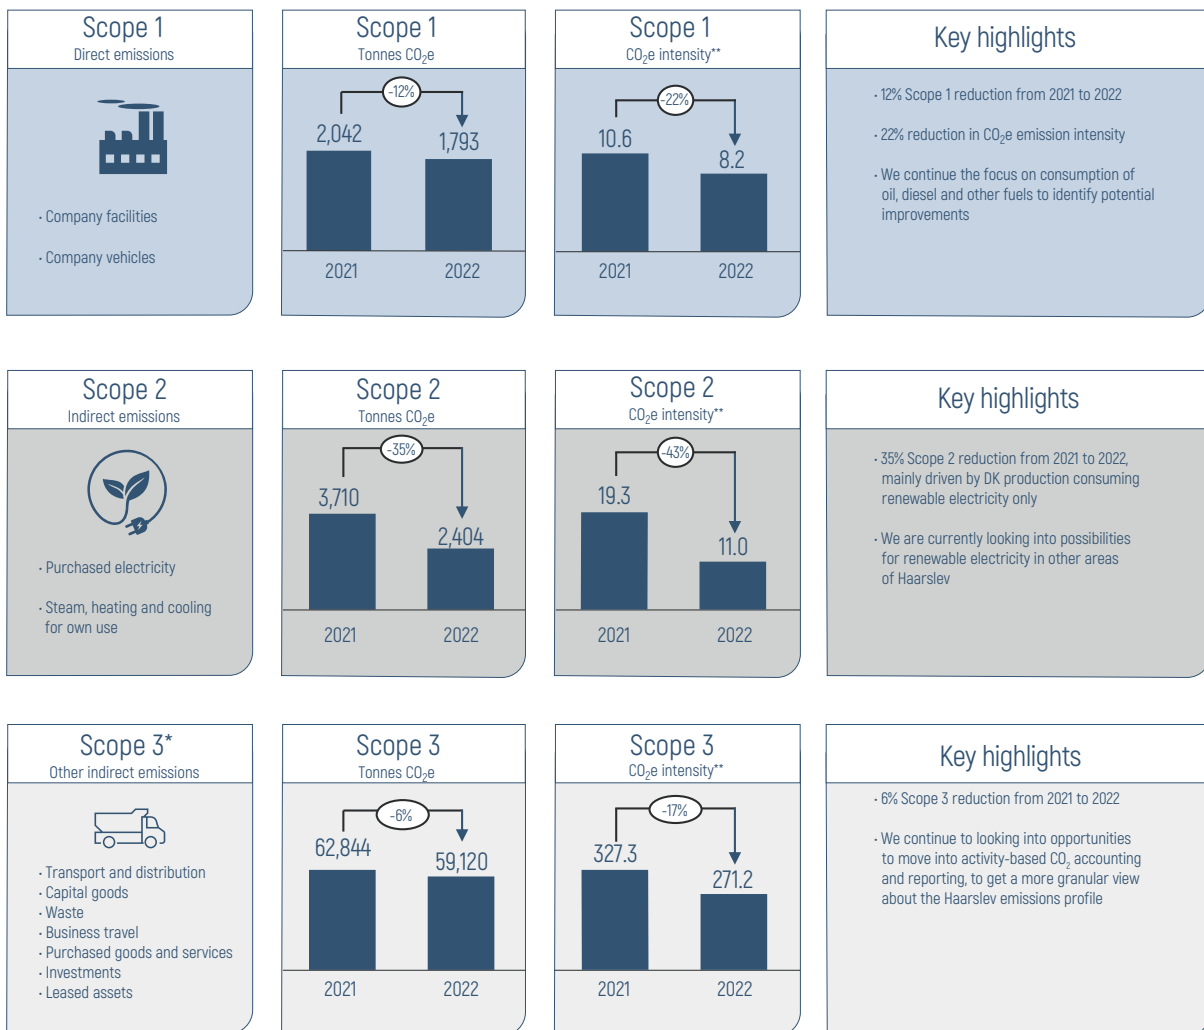 Scope 1
Direct emissions
· Company facilities
· Company vehicles
Scope 1
Tonnes CO₂e
-12%
2,042
1,793
2021
2022
Scope 1
CO₂e intensity**
-22%
10.6
8.2
2021
2022
Key highlights
· 12% Scope 1 reduction from 2021 to 2022
· 22% reduction in CO₂e emission intensity
· We continue the focus on consumption of
oil, diesel and other fuels to identify potential
improvements
Scope 2
Indirect emissions
· Purchased electricity
· Steam, heating and cooling
for own use
Scope 2
Tonnes CO₂e
-35%
3,710
2,404
2021
2022
Scope 2
CO₂e intensity**
-43%
19.3
11.0
2021
2022
Key highlights
· 35% Scope 2 reduction from 2021 to 2022,
mainly driven by DK production consuming
renewable electricity only
· We are currently looking into possibilities
for renewable electricity in other areas
of Haarslev
Scope 3*
Other indirect emissions
· Transport and distribution
· Capital goods
· Waste
· Business travel
· Purchased goods and services
· Investments
· Leased assets
Scope 3
Tonnes CO₂e
-6%
62,844
59,120
2021
2022
Scope 3
CO₂e intensity**
-17%
327.3
271.2
2021
2022
Key highlights
· 6% Scope 3 reduction from 2021 to 2022
· We continue to looking into opportunities
to move into activity-based CO₂ accounting
and reporting, to get a more granular view
about the Haarslev emissions profile